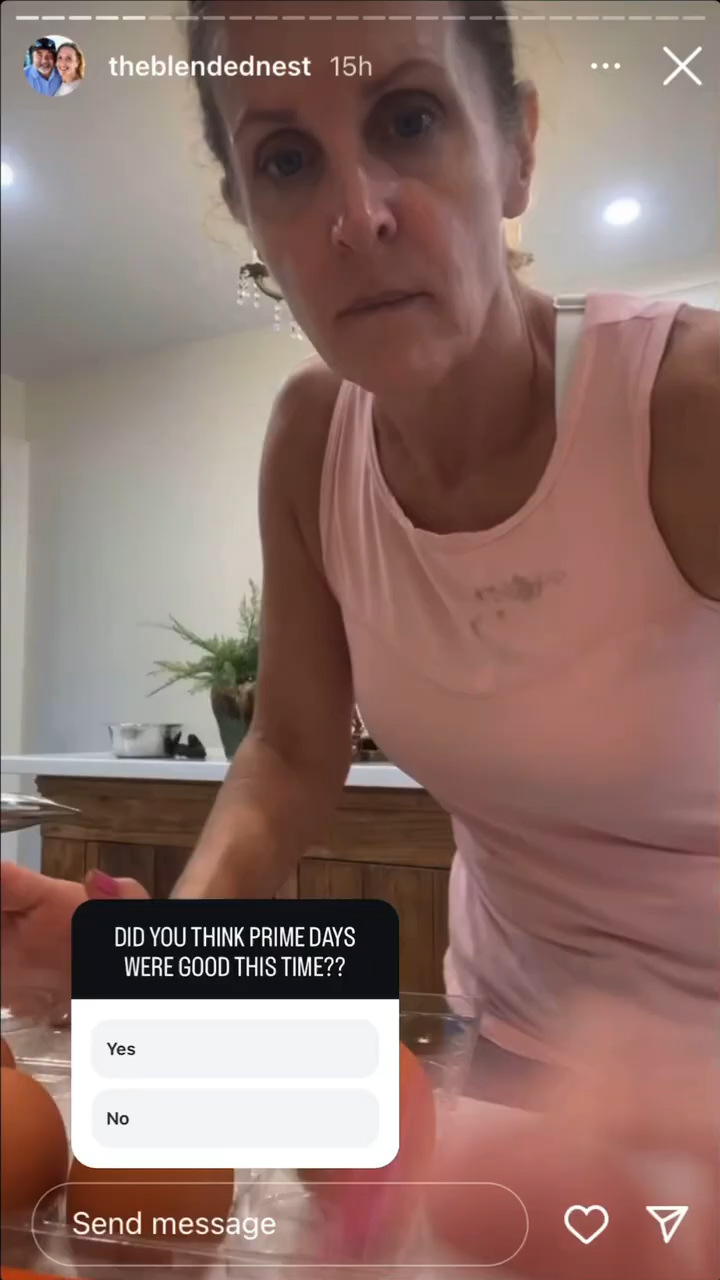 theblendednest 15h
DID YOU THINK PRIME DAYS
WERE GOOD THIS TIME??
Yes
No
Send message